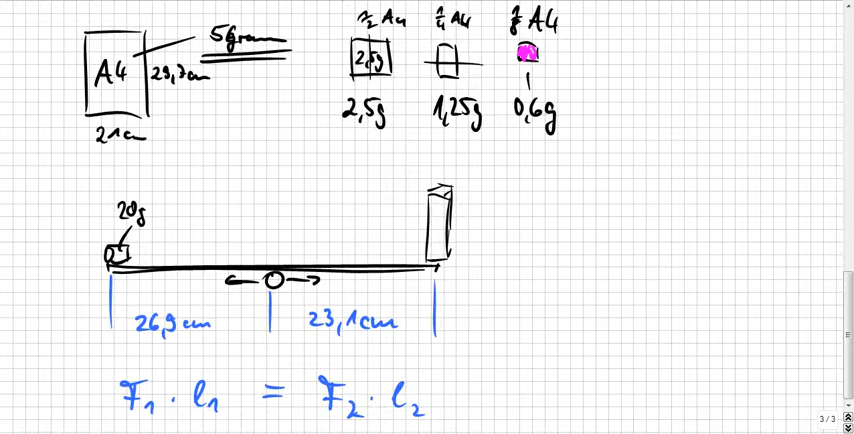 5gram
½ A4 ¼ A4 ⅛ A4
A4 29,7cm 2,5g
2,5g 1,25g 0,6g
21cm
20g
26,9cm 23,1cm
F₁ · l₁ = F₂ · l₂
3 / 3